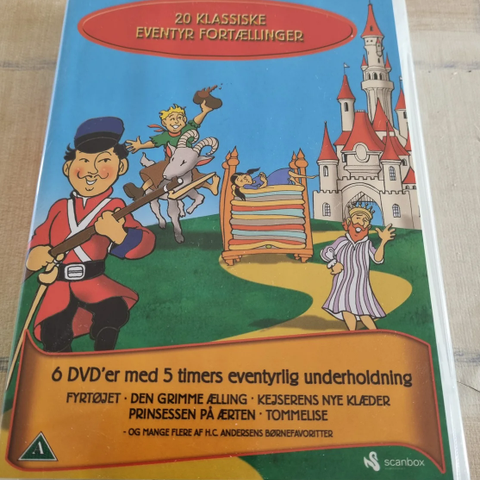 20 KLASSISKE
EVENTYR FORTÆLLINGER
6 DVD'er med 5 timers eventyrlig underholdning
FYRTØJET · DEN GRIMME ÆLLING · KEJSERENS NYE KLÆDER
PRINSESSEN PÅ ÆRTEN · TOMMELISE
- OG MANGE FLERE AF H.C. ANDERSENS BØRNEFAVORITTER
A
scanbox